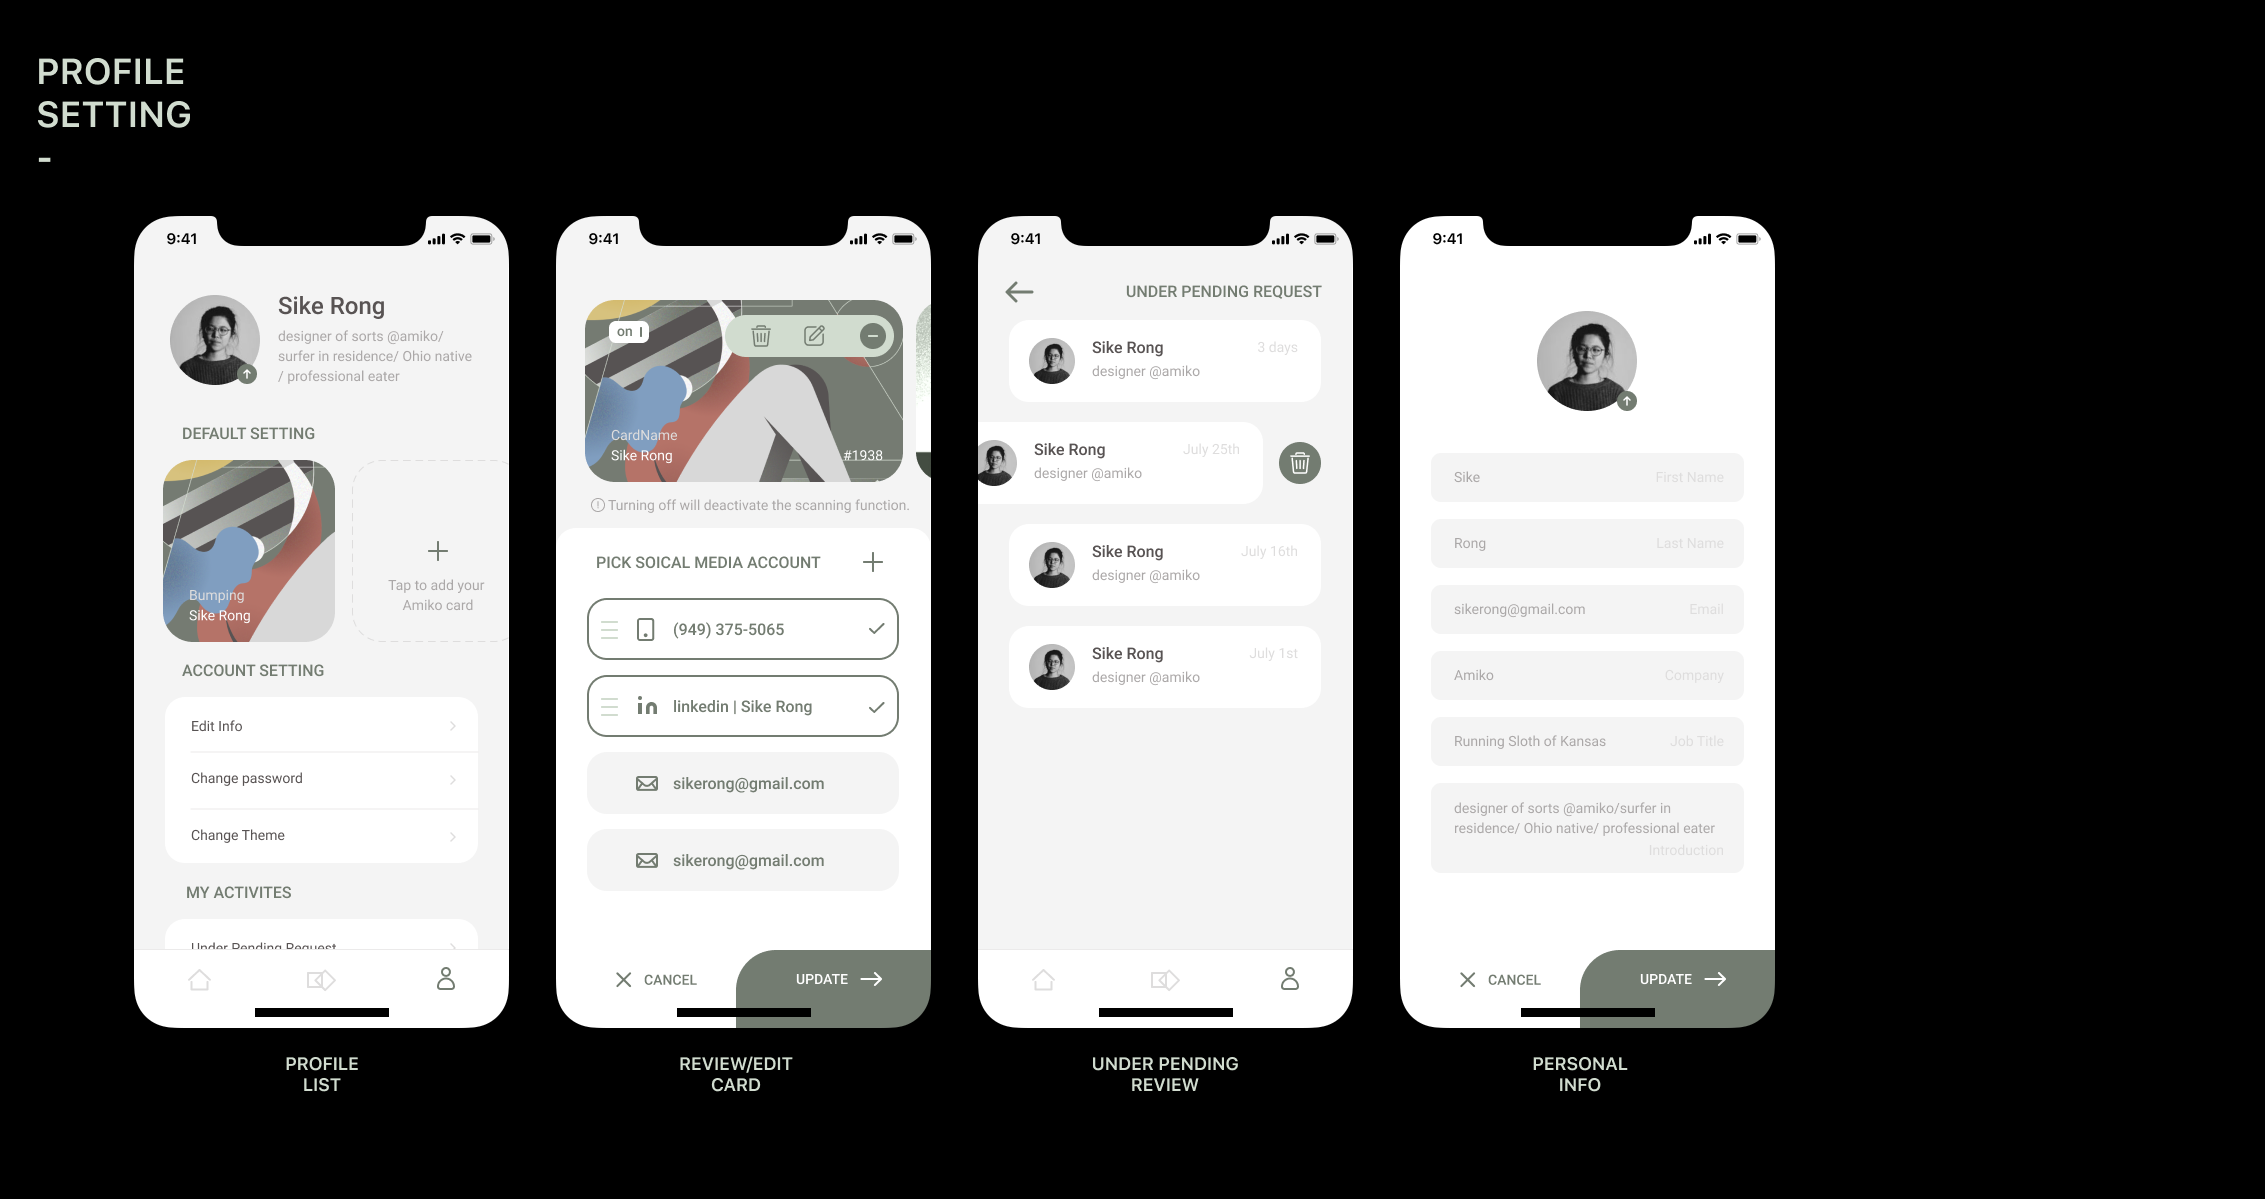 PROFILE
SETTING
-
9:41
Sike Rong
designer of sorts @amiko/
surfer in residence/ Ohio native
/ professional eater
DEFAULT SETTING
Bumping
Sike Rong
Tap to add your
Amiko card
ACCOUNT SETTING
Edit Info
Change password
Change Theme
MY ACTIVITES
Under Pending Request
PROFILE
LIST
9:41
on
CardName
Sike Rong
#1938
Turning off will deactivate the scanning function.
PICK SOICAL MEDIA ACCOUNT
(949) 375-5065
in linkedin | Sike Rong
sikerong@gmail.com
sikerong@gmail.com
CANCEL
UPDATE
REVIEW/EDIT
CARD
9:41
UNDER PENDING REQUEST
Sike Rong
3 days
designer @amiko
Sike Rong
July 25th
designer @amiko
Sike Rong
July 16th
designer @amiko
Sike Rong
July 1st
designer @amiko
UNDER PENDING
REVIEW
9:41
Sike
First Name
Rong
Last Name
sikerong@gmail.com
Email
Amiko
Company
Running Sloth of Kansas
Job Title
designer of sorts @amiko/surfer in
residence/ Ohio native/ professional eater
Introduction
CANCEL
UPDATE
PERSONAL
INFO